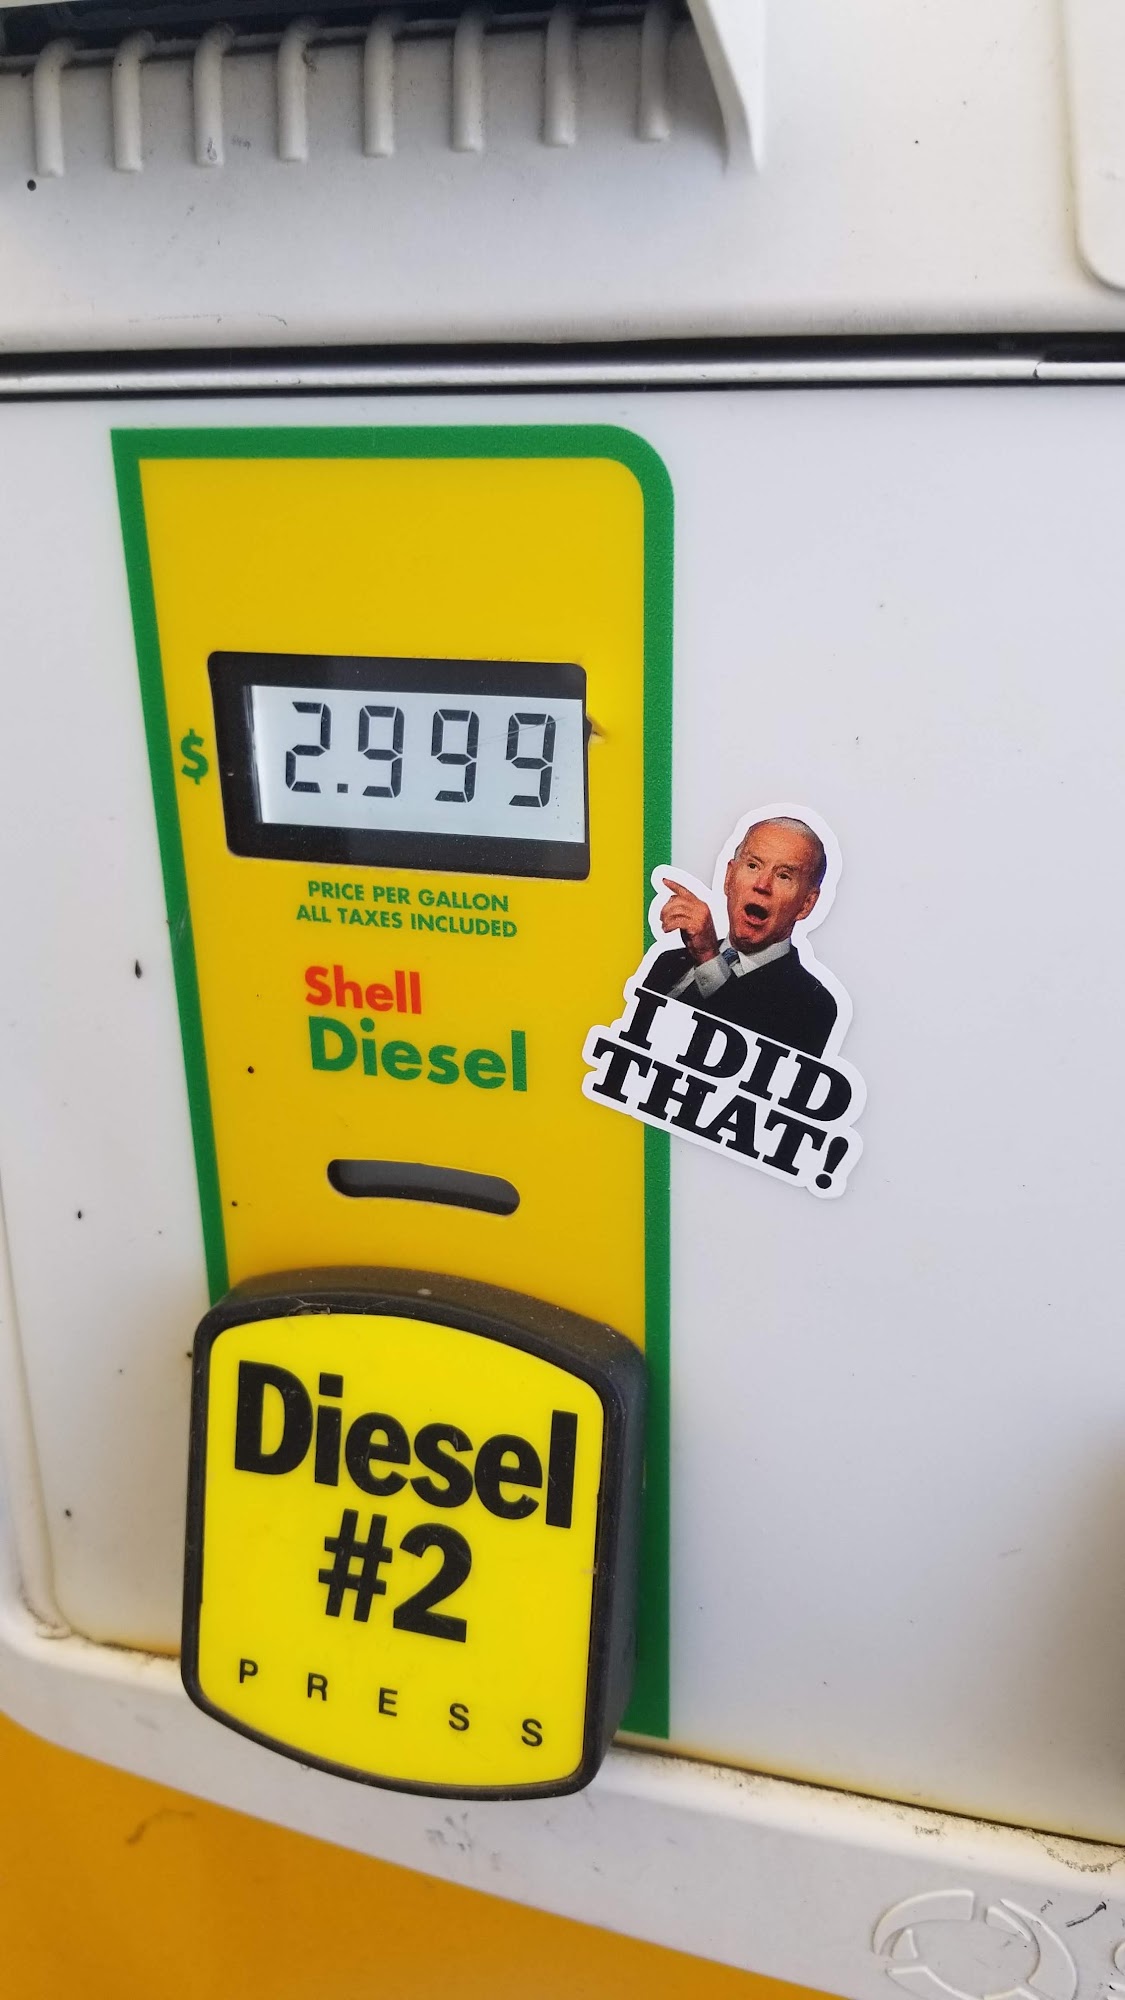 2.999
$
PRICE PER GALLON
ALL TAXES INCLUDED
Shell
Diesel
I DID
THAT!
Diesel
#2
PRESS